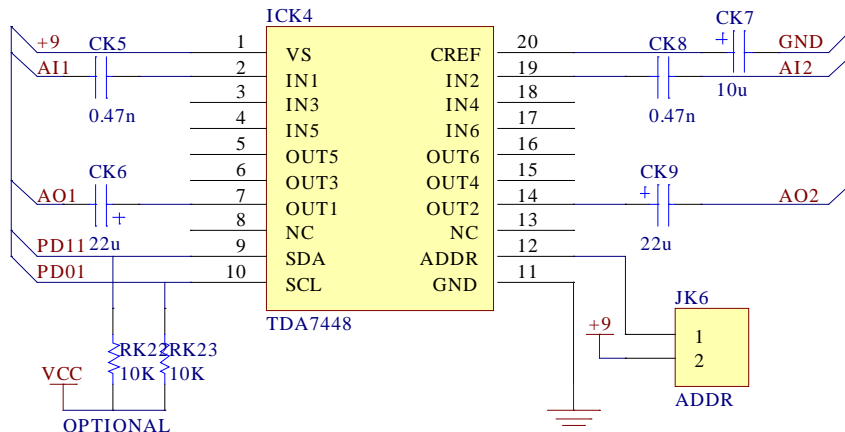 ICK4
+9 CK5 1 VS CREF 20 CK8 + CK7 GND
AI1 2 IN1 IN2 19 AI2
10u
3 IN3 IN4 18
0.47n 0.47n
4 IN5 IN6 17
5 OUT5 OUT6 16
CK6 6 OUT3 OUT4 15 CK9
AO1 + 7 OUT1 OUT2 14 + AO2
22u 8 NC NC 13 22u
PD11 9 SDA ADDR 12
PD01 10 SCL GND 11
JK6
TDA7448
+9
1
2
RK22 RK23
10K 10K
VCC
ADDR
OPTIONAL